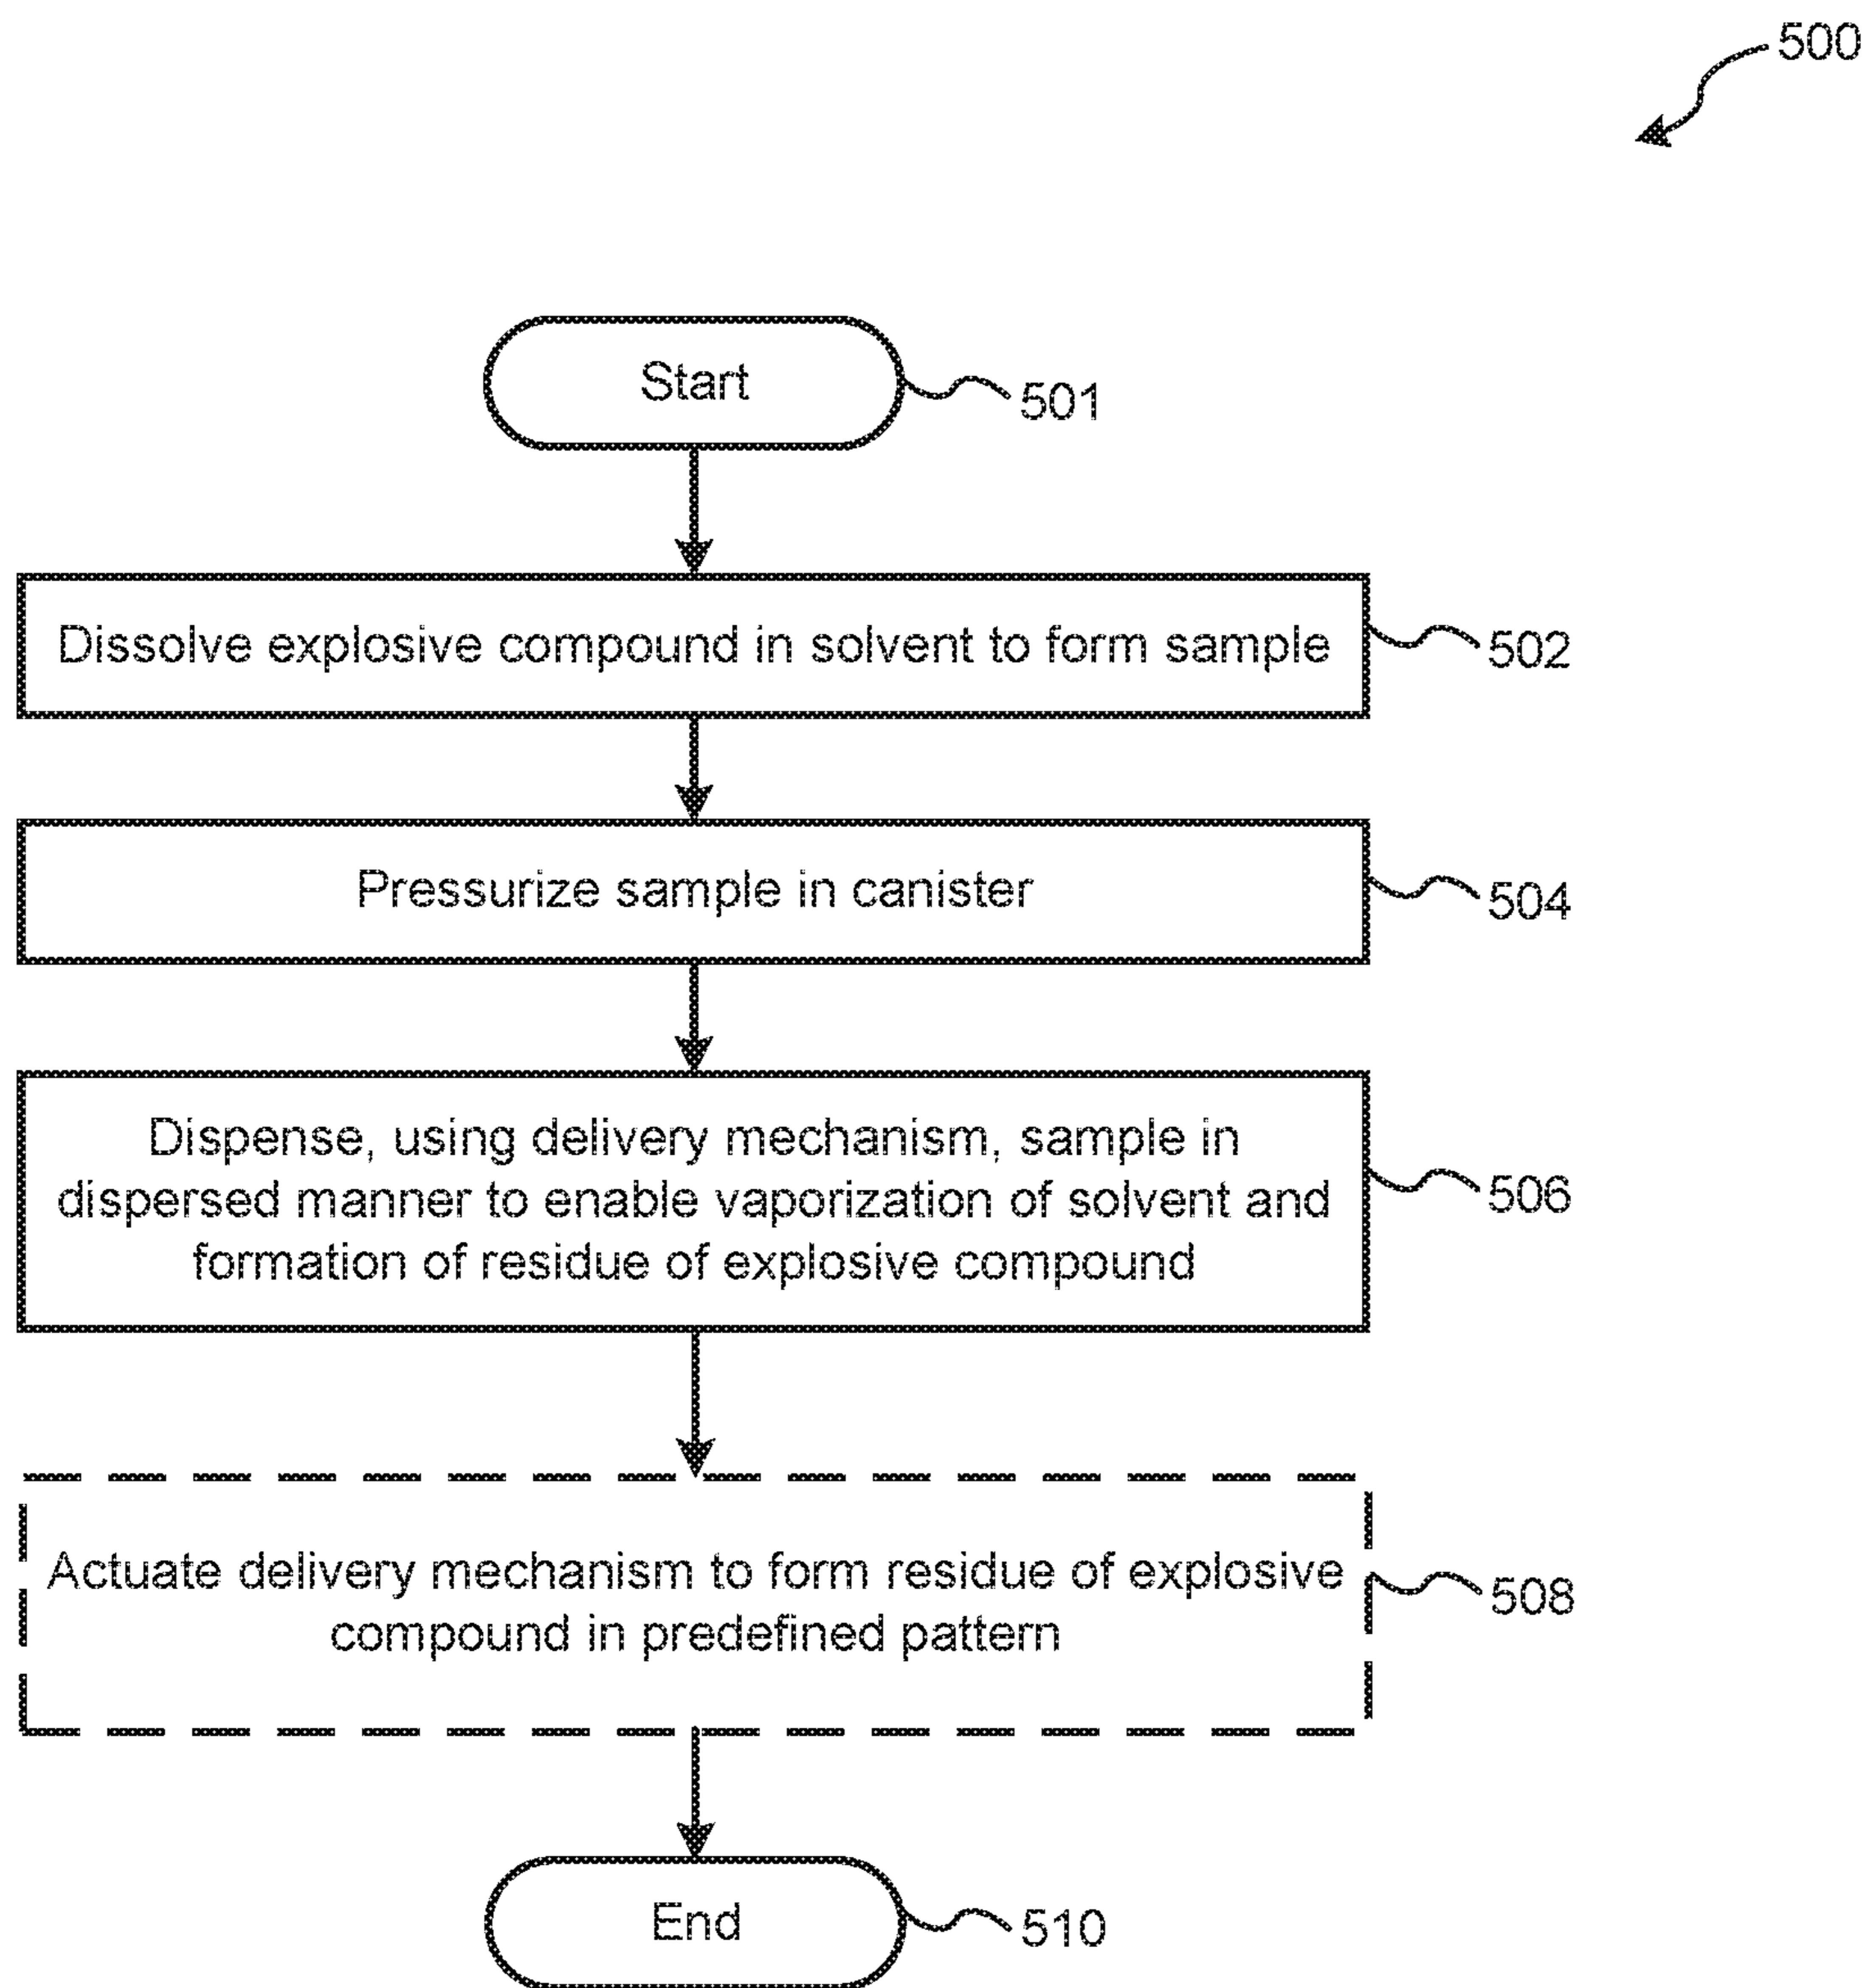 500
Start
501
Dissolve explosive compound in solvent to form sample
502
Pressurize sample in canister
504
Dispense, using delivery mechanism, sample in
dispersed manner to enable vaporization of solvent and
formation of residue of explosive compound
506
Actuate delivery mechanism to form residue of explosive
compound in predefined pattern
508
End
510